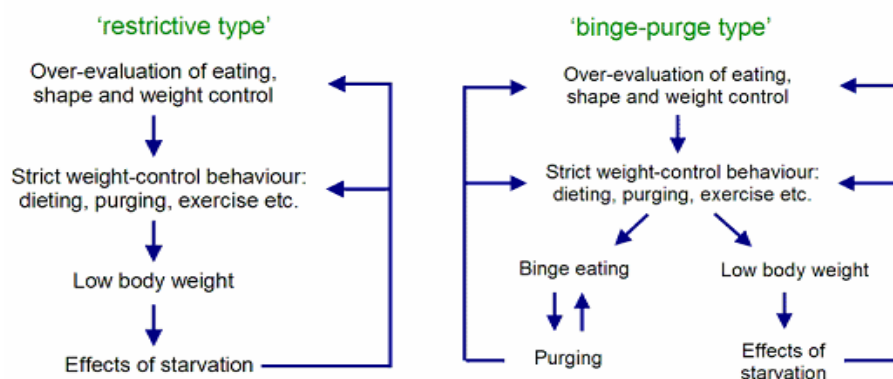 'restrictive type'
Over-evaluation of eating,
shape and weight control
Strict weight-control behaviour:
dieting, purging, exercise etc.
Low body weight
Effects of starvation
'binge-purge type'
Over-evaluation of eating,
shape and weight control
Strict weight-control behaviour:
dieting, purging, exercise etc.
Binge eating
Low body weight
Purging
Effects of
starvation